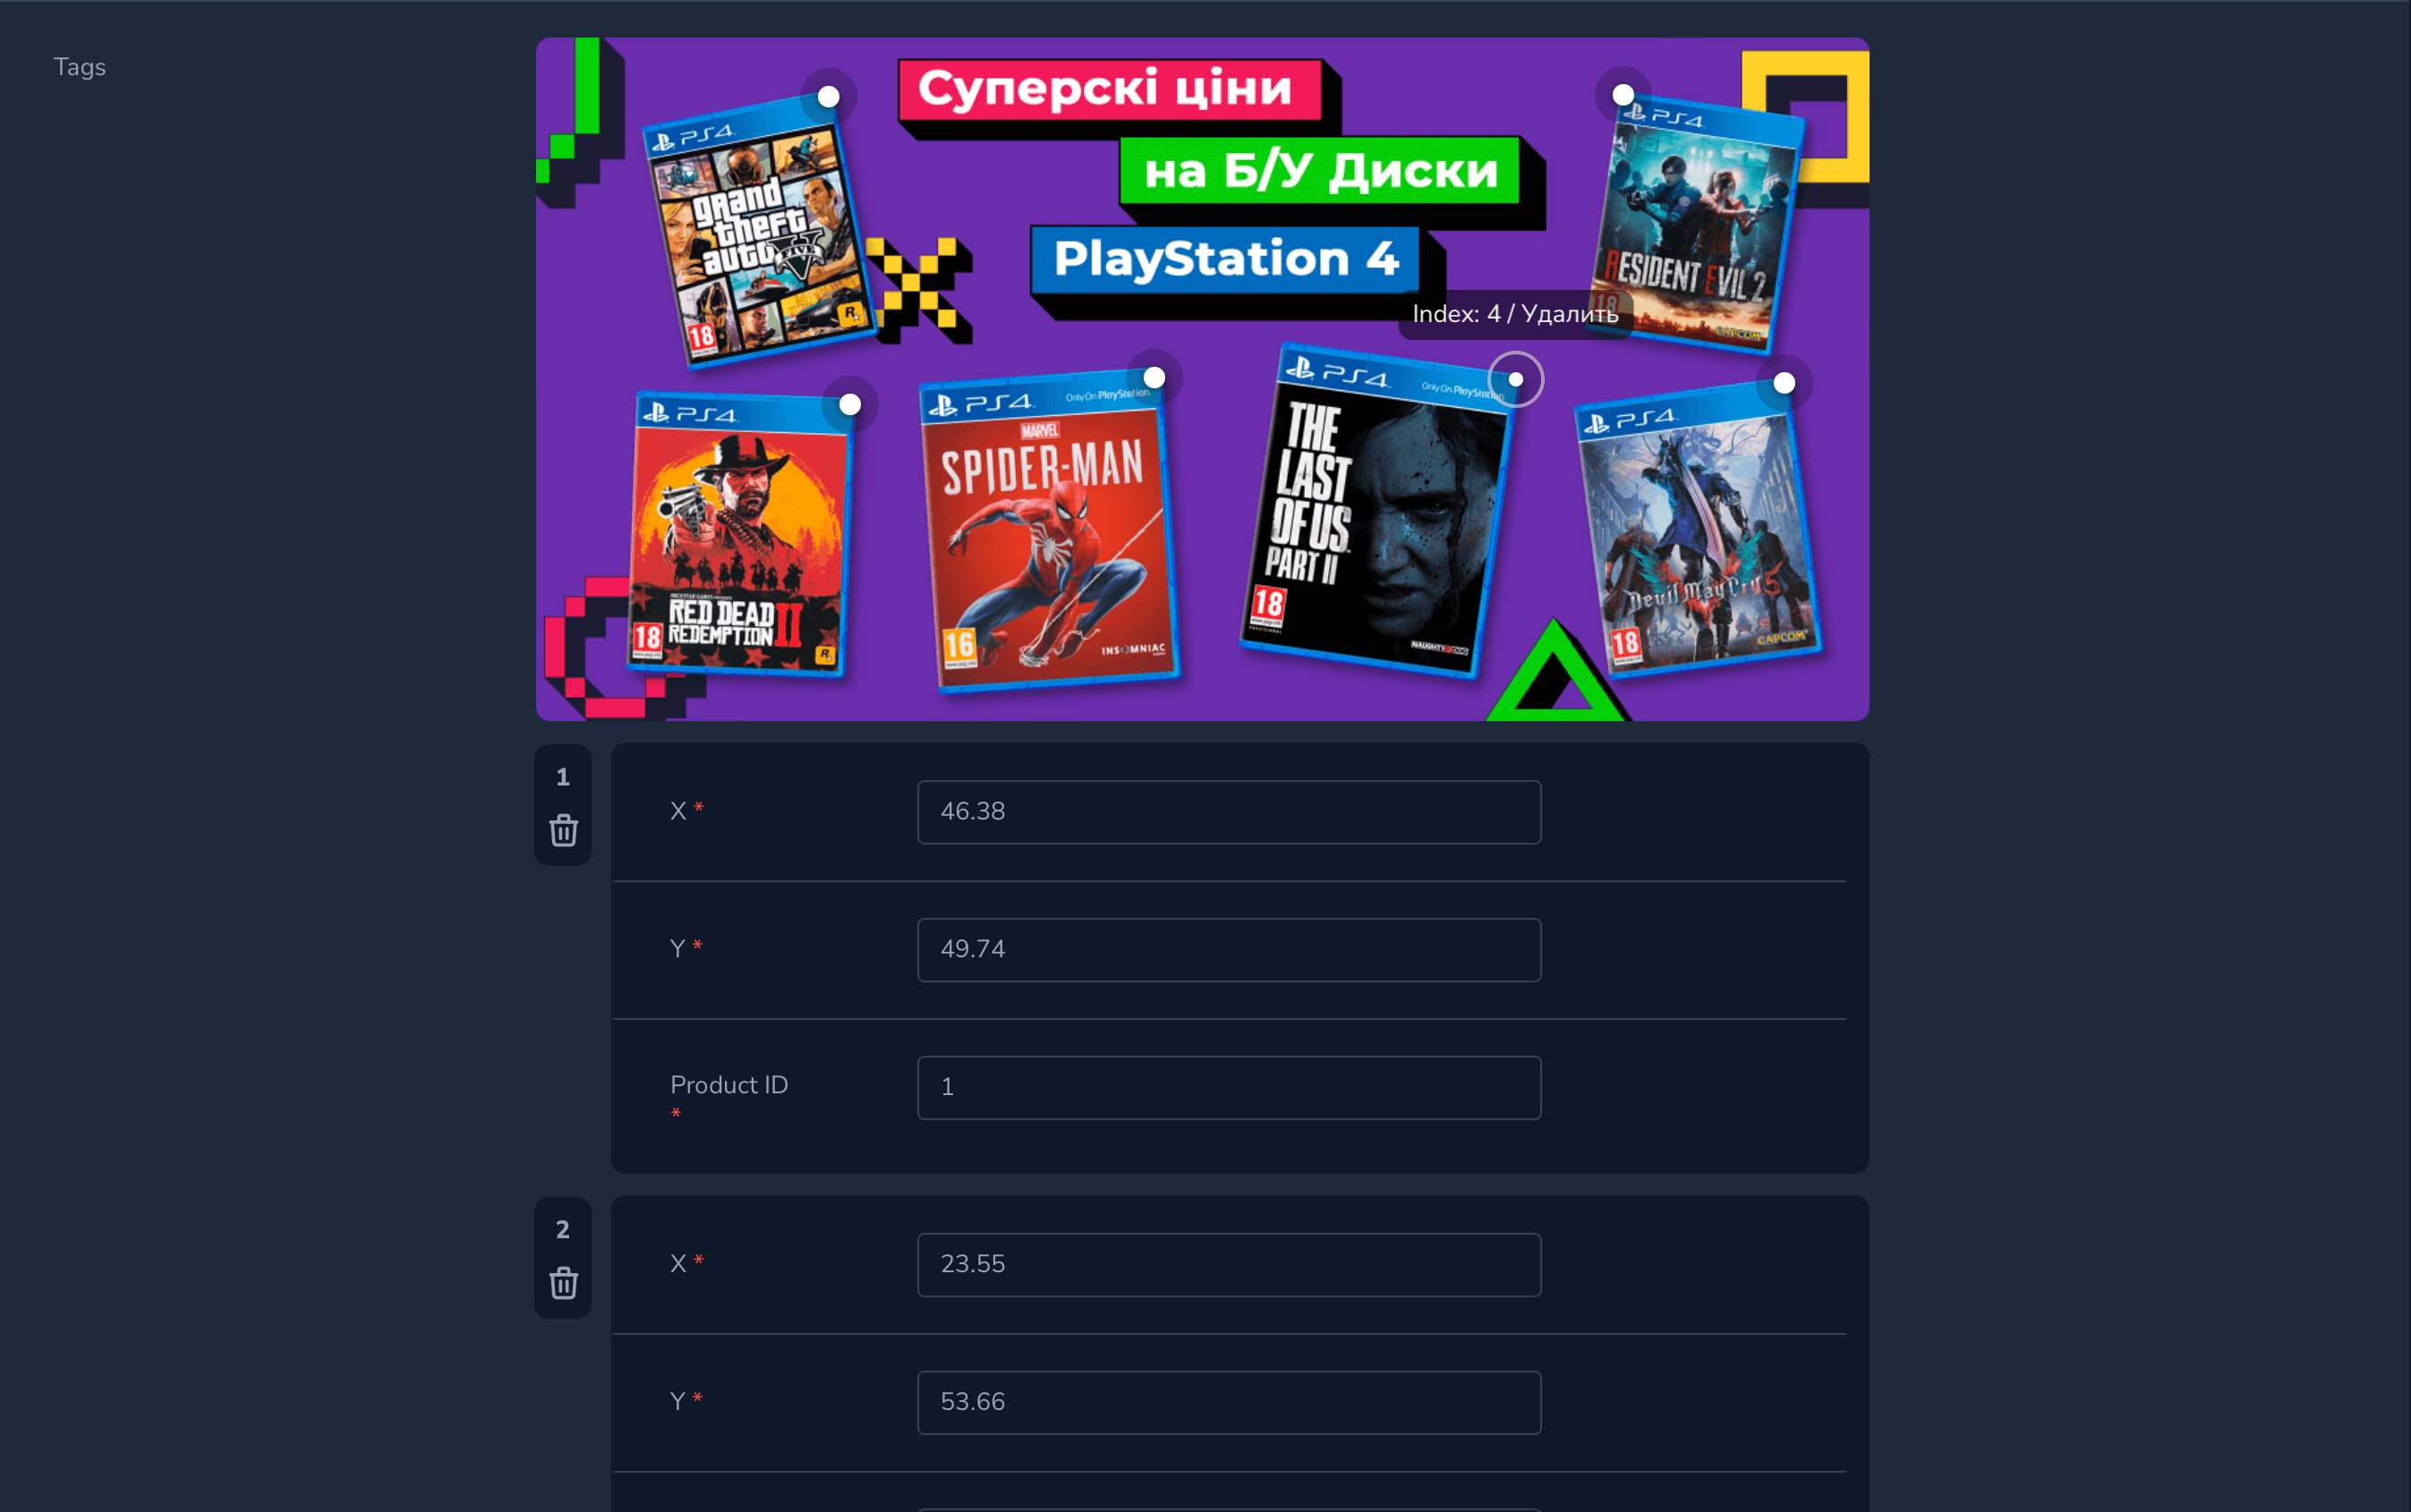 Tags
Суперскі ціни
на Б/У Диски
PlayStation 4
PS4
grand
theft
auto
V
FIVE
18
R
PS4
RESIDENT EVIL 2
18
CAPCOM
Index: 4 / Удалить
PS4
RED DEAD
REDEMPTION II
18
R
PS4
Only On PlayStation
MARVEL
SPIDER-MAN
16
INSOMNIAC
PS4
Only On PlayStation
THE
LAST
OF US
PART II
18
NAUGHTY DOG
PS4
Devil May Cry 5
18
CAPCOM
1
X *
46.38
Y *
49.74
Product ID
*
1
2
X *
23.55
Y *
53.66